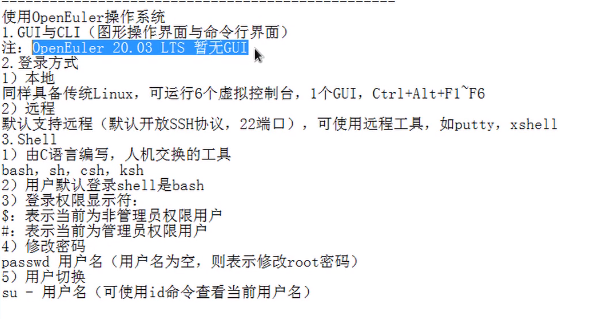 使用OpenEuler操作系统
1.GUI与CLI（图形操作界面与命令行界面）
注：OpenEuler 20.03 LTS 暂无GUI
2.登录方式
1）本地
同样具备传统Linux，可运行6个虚拟控制台，1个GUI，Ctrl+Alt+F1~F6
2）远程
默认支持远程（默认开放SSH协议，22端口），可使用远程工具，如putty，xshell
3.Shell
1）由C语言编写，人机交换的工具
bash，sh，csh，ksh
2）用户默认登录shell是bash
3）登录权限显示符：
$：表示当前为非管理员权限用户
#：表示当前为管理员权限用户
4）修改密码
passwd 用户名（用户名为空，则表示修改root密码）
5）用户切换
su - 用户名（可使用id命令查看当前用户名）